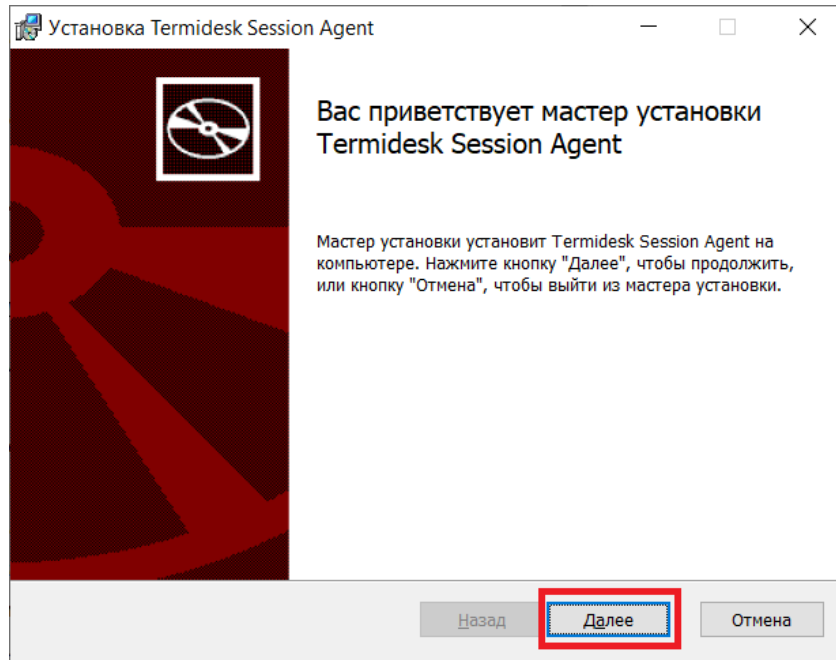 Установка Termidesk Session Agent
Вас приветствует мастер установки
Termidesk Session Agent
Мастер установки установит Termidesk Session Agent на
компьютере. Нажмите кнопку "Далее", чтобы продолжить,
или кнопку "Отмена", чтобы выйти из мастера установки.
Назад
Далее
Отмена